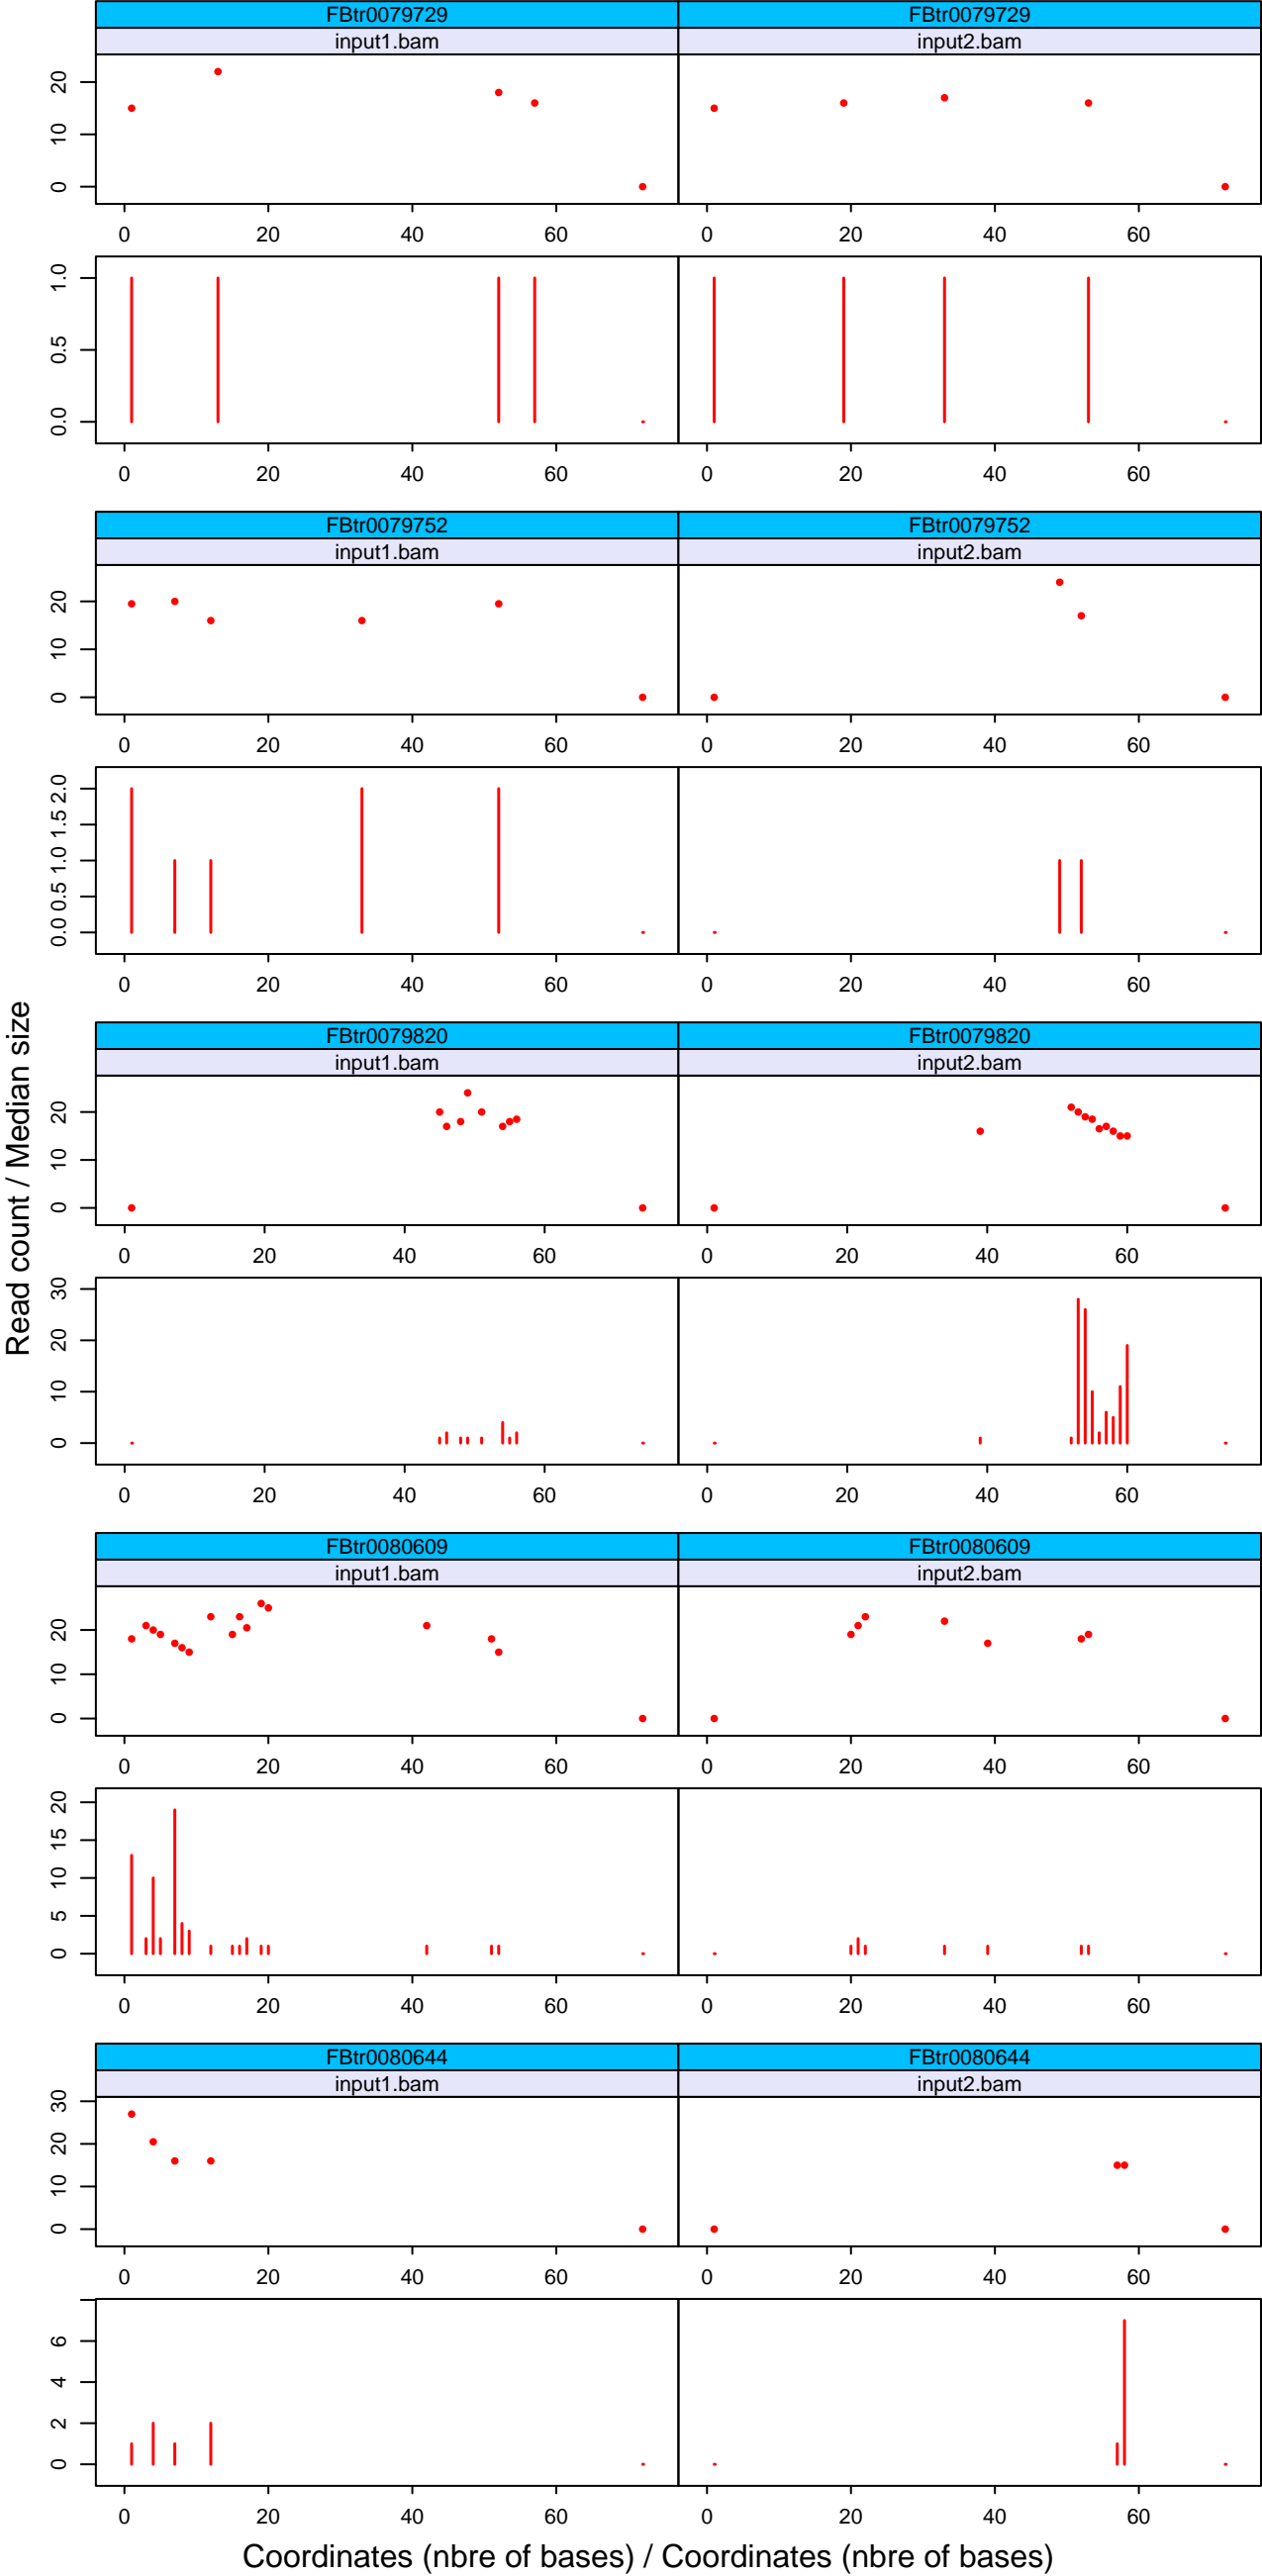 FBtr0079729 FBtr0079729
input1.bam input2.bam
20
10
0
0 20 40 60 0 20 40 60
1.0
0.5
0.0
0 20 40 60 0 20 40 60
FBtr0079752 FBtr0079752
input1.bam input2.bam
20
10
0
0 20 40 60 0 20 40 60
2.0
1.5
1.0
0.5
0.0
0 20 40 60 0 20 40 60
Read count / Median size
FBtr0079820 FBtr0079820
input1.bam input2.bam
20
10
0
0 20 40 60 0 20 40 60
30
20
10
0
0 20 40 60 0 20 40 60
FBtr0080609 FBtr0080609
input1.bam input2.bam
20
10
0
0 20 40 60 0 20 40 60
20
15
10
5
0
0 20 40 60 0 20 40 60
FBtr0080644 FBtr0080644
input1.bam input2.bam
30
20
10
0
0 20 40 60 0 20 40 60
6
4
2
0
0 20 40 60 0 20 40 60
Coordinates (nbre of bases) / Coordinates (nbre of bases)